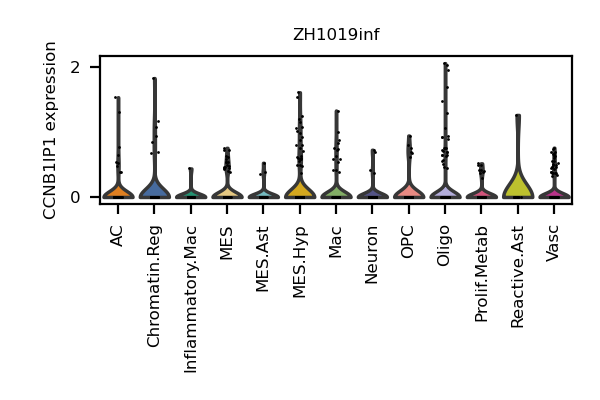 ZH1019inf
CCNB1IP1 expression
2
0
AC
Chromatin.Reg
Inflammatory.Mac
MES
MES.Ast
MES.Hyp
Mac
Neuron
OPC
Oligo
Prolif.Metab
Reactive.Ast
Vasc